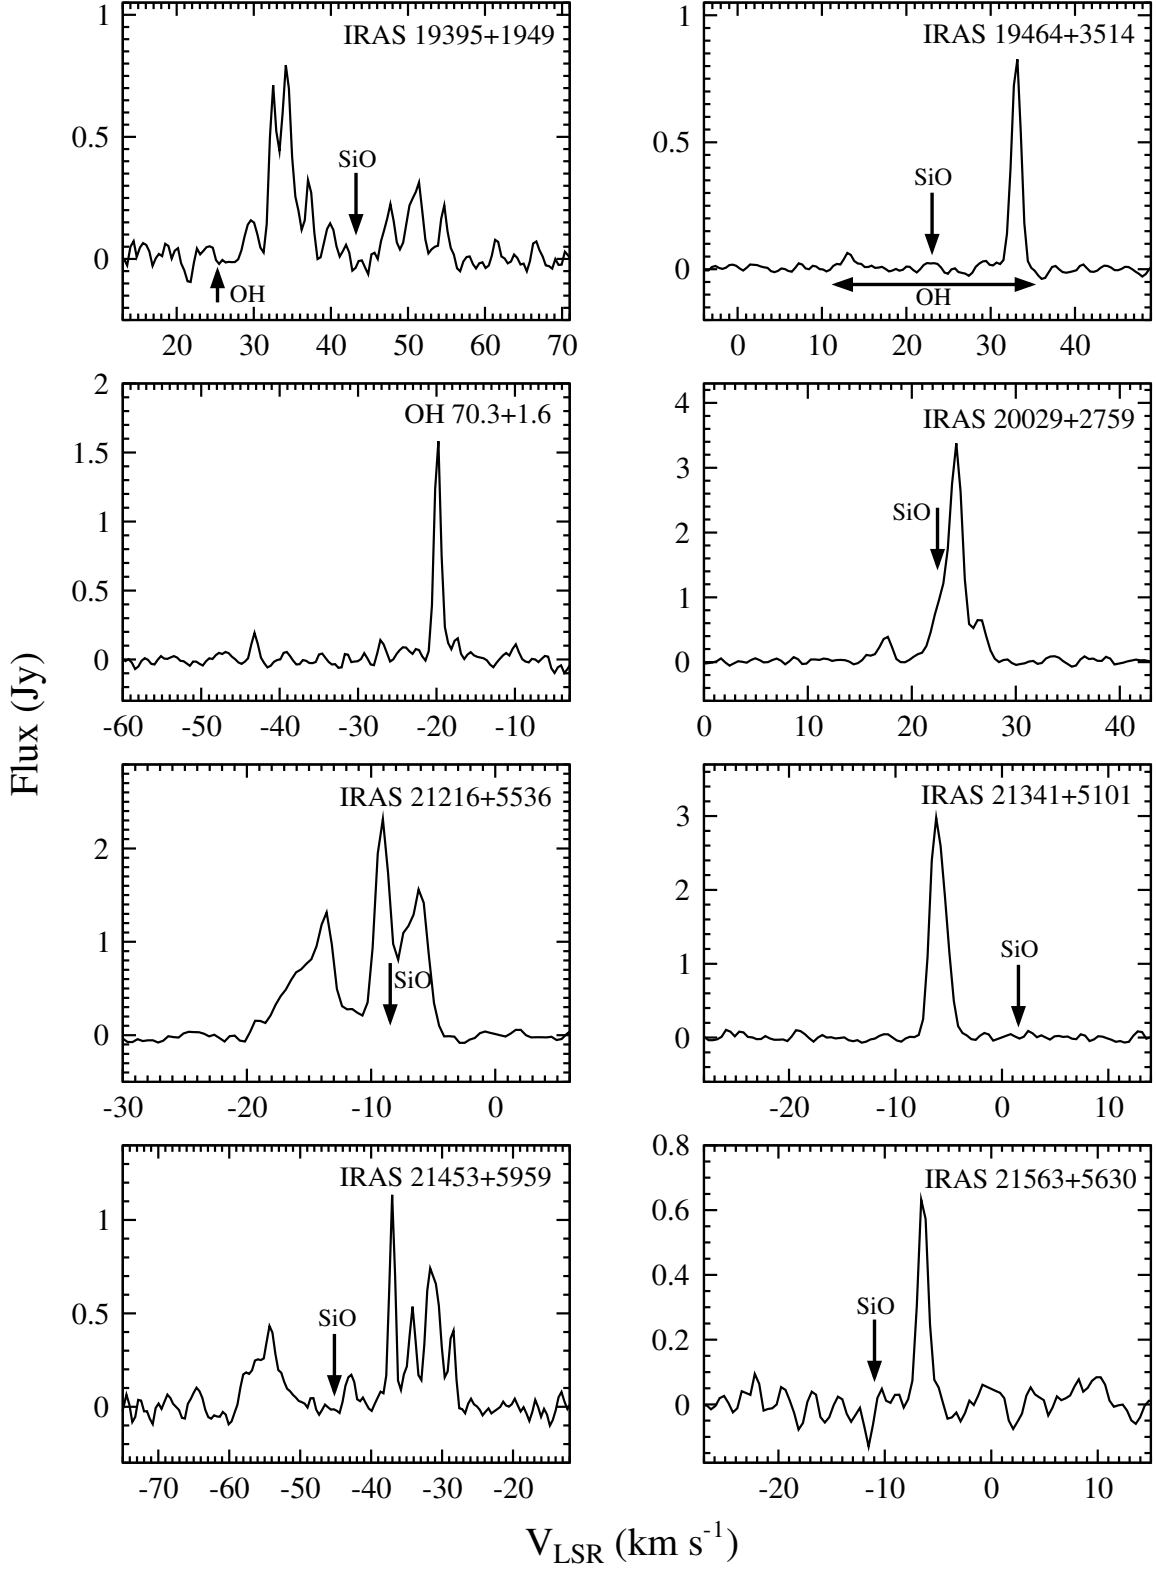 IRAS 19395+1949
1
0.5
0
SiO
OH
20 30 40 50 60 70
IRAS 19464+3514
1
0.5
0
SiO
OH
0 10 20 30 40
OH 70.3+1.6
2
1.5
1
0.5
0
-60 -50 -40 -30 -20 -10
IRAS 20029+2759
4
3
2
1
0
SiO
0 10 20 30 40
Flux (Jy)
IRAS 21216+5536
2
1
0
SiO
-30 -20 -10 0
IRAS 21341+5101
3
2
1
0
SiO
-20 -10 0 10
IRAS 21453+5959
1
0.5
0
SiO
-70 -60 -50 -40 -30 -20
IRAS 21563+5630
0.8
0.6
0.4
0.2
0
SiO
-20 -10 0 10
V_LSR (km s^-1)